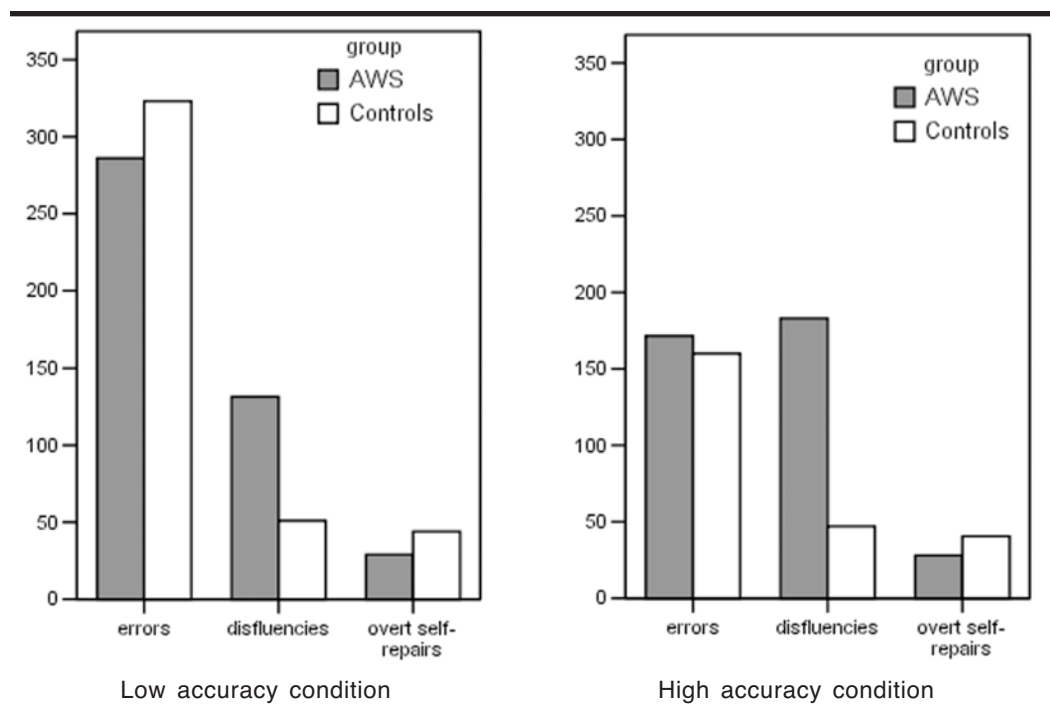 group
AWS
Controls
350
300
250
200
150
100
50
0
errors
disfluencies
overt self-
repairs
Low accuracy condition
group
AWS
Controls
350
300
250
200
150
100
50
0
errors
disfluencies
overt self-
repairs
High accuracy condition